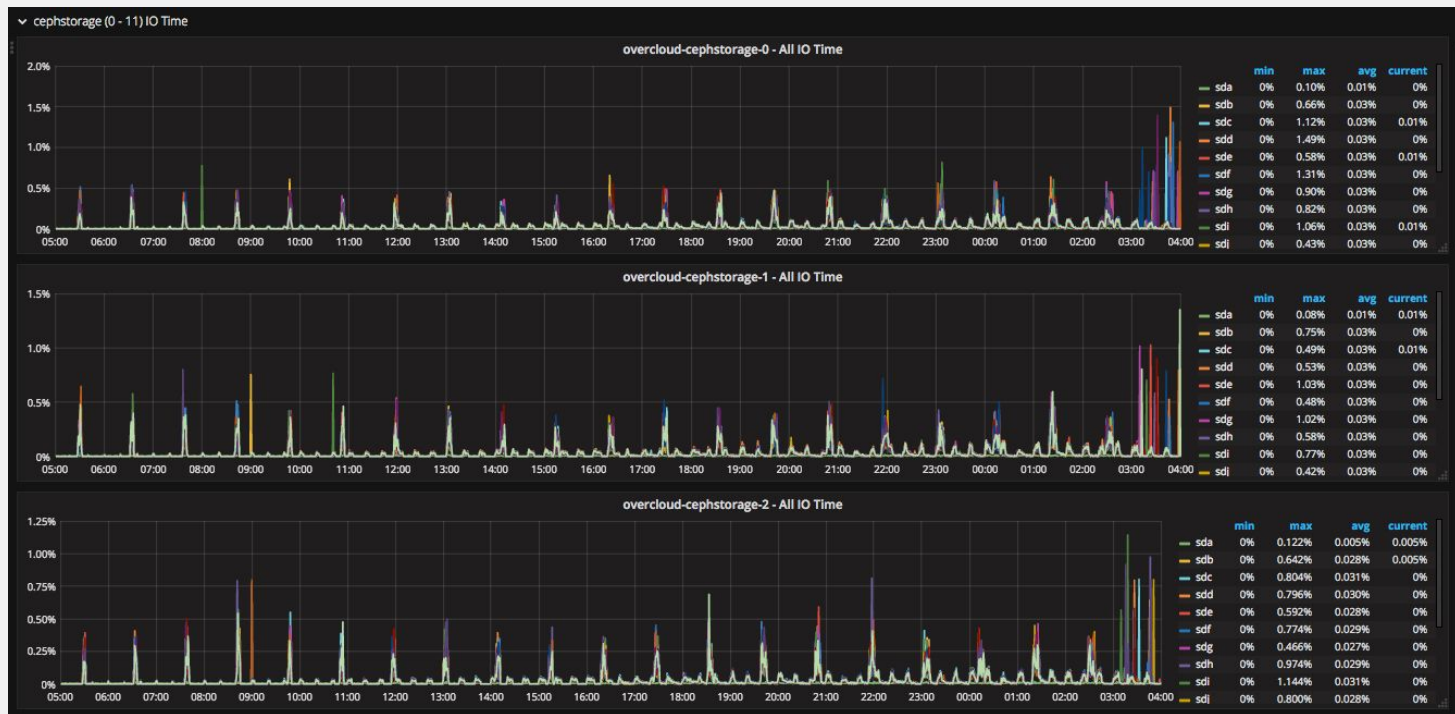 cephstorage (0 - 11) IO Time
overcloud-cephstorage-0 - All IO Time
2.0%
1.5%
1.0%
0.5%
0%
05:00 06:00 07:00 08:00 09:00 10:00 11:00 12:00 13:00 14:00 15:00 16:00 17:00 18:00 19:00 20:00 21:00 22:00 23:00 00:00 01:00 02:00 03:00 04:00
min max avg current
sda 0% 0.10% 0.01% 0%
sdb 0% 0.66% 0.03% 0%
sdc 0% 1.12% 0.03% 0.01%
sdd 0% 1.49% 0.03% 0%
sde 0% 0.58% 0.03% 0.01%
sdf 0% 1.31% 0.03% 0%
sdg 0% 0.90% 0.03% 0%
sdh 0% 0.82% 0.03% 0%
sdi 0% 1.06% 0.03% 0.01%
sdj 0% 0.43% 0.03% 0%
overcloud-cephstorage-1 - All IO Time
1.5%
1.0%
0.5%
0%
05:00 06:00 07:00 08:00 09:00 10:00 11:00 12:00 13:00 14:00 15:00 16:00 17:00 18:00 19:00 20:00 21:00 22:00 23:00 00:00 01:00 02:00 03:00 04:00
min max avg current
sda 0% 0.08% 0.01% 0.01%
sdb 0% 0.75% 0.03% 0%
sdc 0% 0.49% 0.03% 0.01%
sdd 0% 0.53% 0.03% 0%
sde 0% 1.03% 0.03% 0%
sdf 0% 0.48% 0.03% 0%
sdg 0% 1.02% 0.03% 0%
sdh 0% 0.58% 0.03% 0%
sdi 0% 0.77% 0.03% 0%
sdj 0% 0.42% 0.03% 0%
overcloud-cephstorage-2 - All IO Time
1.25%
1.00%
0.75%
0.50%
0.25%
0%
05:00 06:00 07:00 08:00 09:00 10:00 11:00 12:00 13:00 14:00 15:00 16:00 17:00 18:00 19:00 20:00 21:00 22:00 23:00 00:00 01:00 02:00 03:00 04:00
min max avg current
sda 0% 0.122% 0.005% 0.005%
sdb 0% 0.642% 0.028% 0.005%
sdc 0% 0.804% 0.031% 0%
sdd 0% 0.796% 0.030% 0%
sde 0% 0.592% 0.028% 0%
sdf 0% 0.774% 0.029% 0%
sdg 0% 0.466% 0.027% 0%
sdh 0% 0.974% 0.029% 0%
sdi 0% 1.144% 0.031% 0%
sdj 0% 0.800% 0.028% 0%